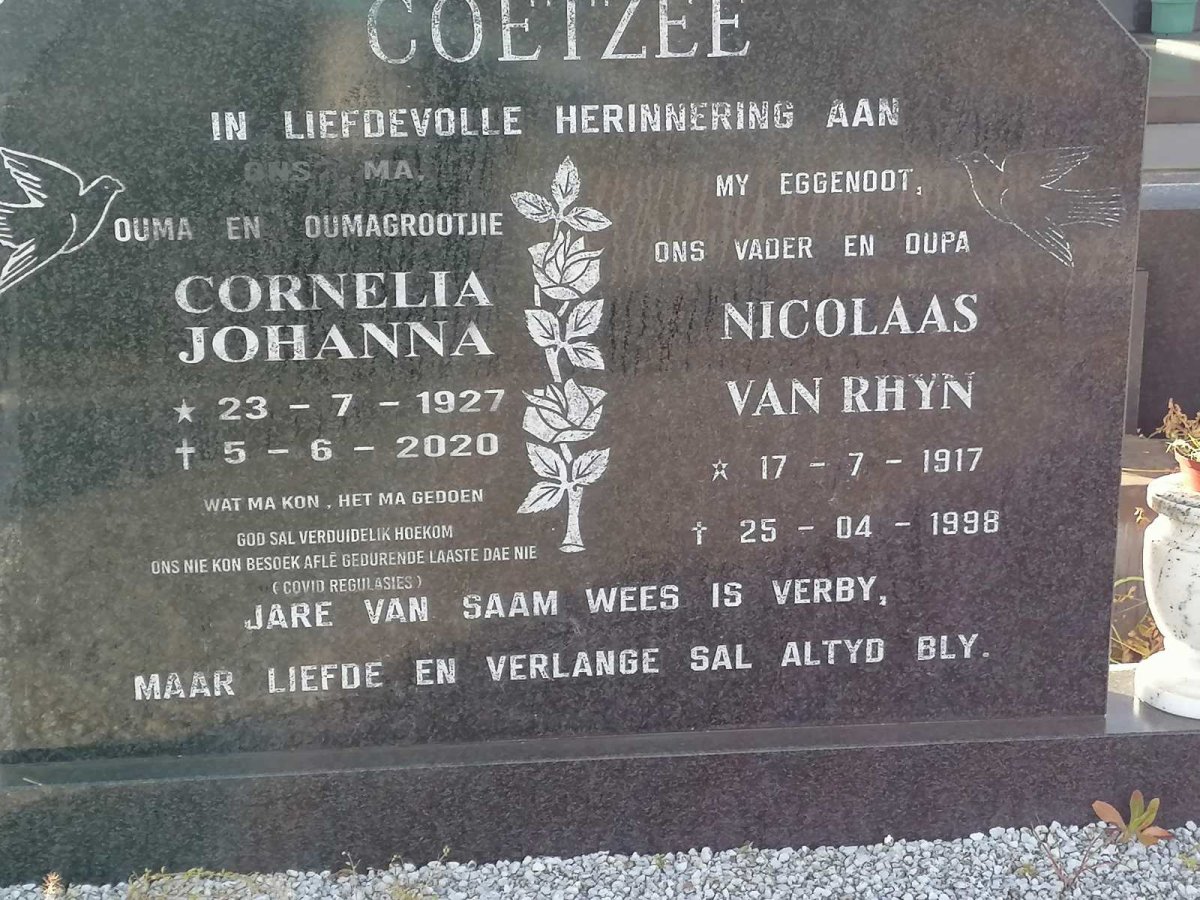 COETZEE
IN LIEFDEVOLLE HERINNERING AAN
ONS MA,
OUMA EN OUMAGROOTJIE
CORNELIA
JOHANNA
★ 23 - 7 - 1927
† 5 - 6 - 2020
WAT MA KON, HET MA GEDOEN
GOD SAL VERDUIDELIK HOEKOM
ONS NIE KON BESOEK AFLÊ GEDURENDE LAASTE DAE NIE
(COVID REGULASIES)
MY EGGENOOT,
ONS VADER EN OUPA
NICOLAAS
VAN RHYN
★ 17 - 7 - 1917
† 25 - 04 - 1998
JARE VAN SAAM WEES IS VERBY,
MAAR LIEFDE EN VERLANGE SAL ALTYD BLY.